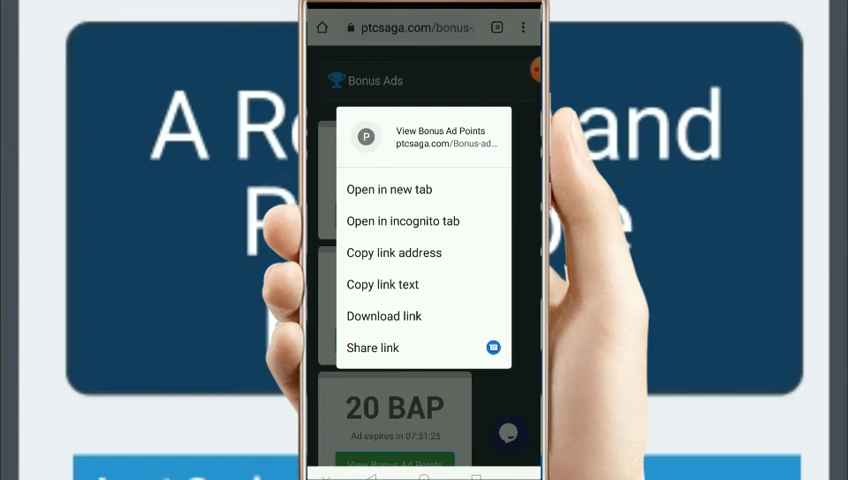 ptcsaga.com/bonus-
Bonus Ads
A
and
P
View Bonus Ad Points
ptcsaga.com/Bonus-ad...
Open in new tab
Open in incognito tab
Copy link address
Copy link text
Download link
Share link
20 BAP
Ad expires in 07:51:25
View Bonus Ad Points